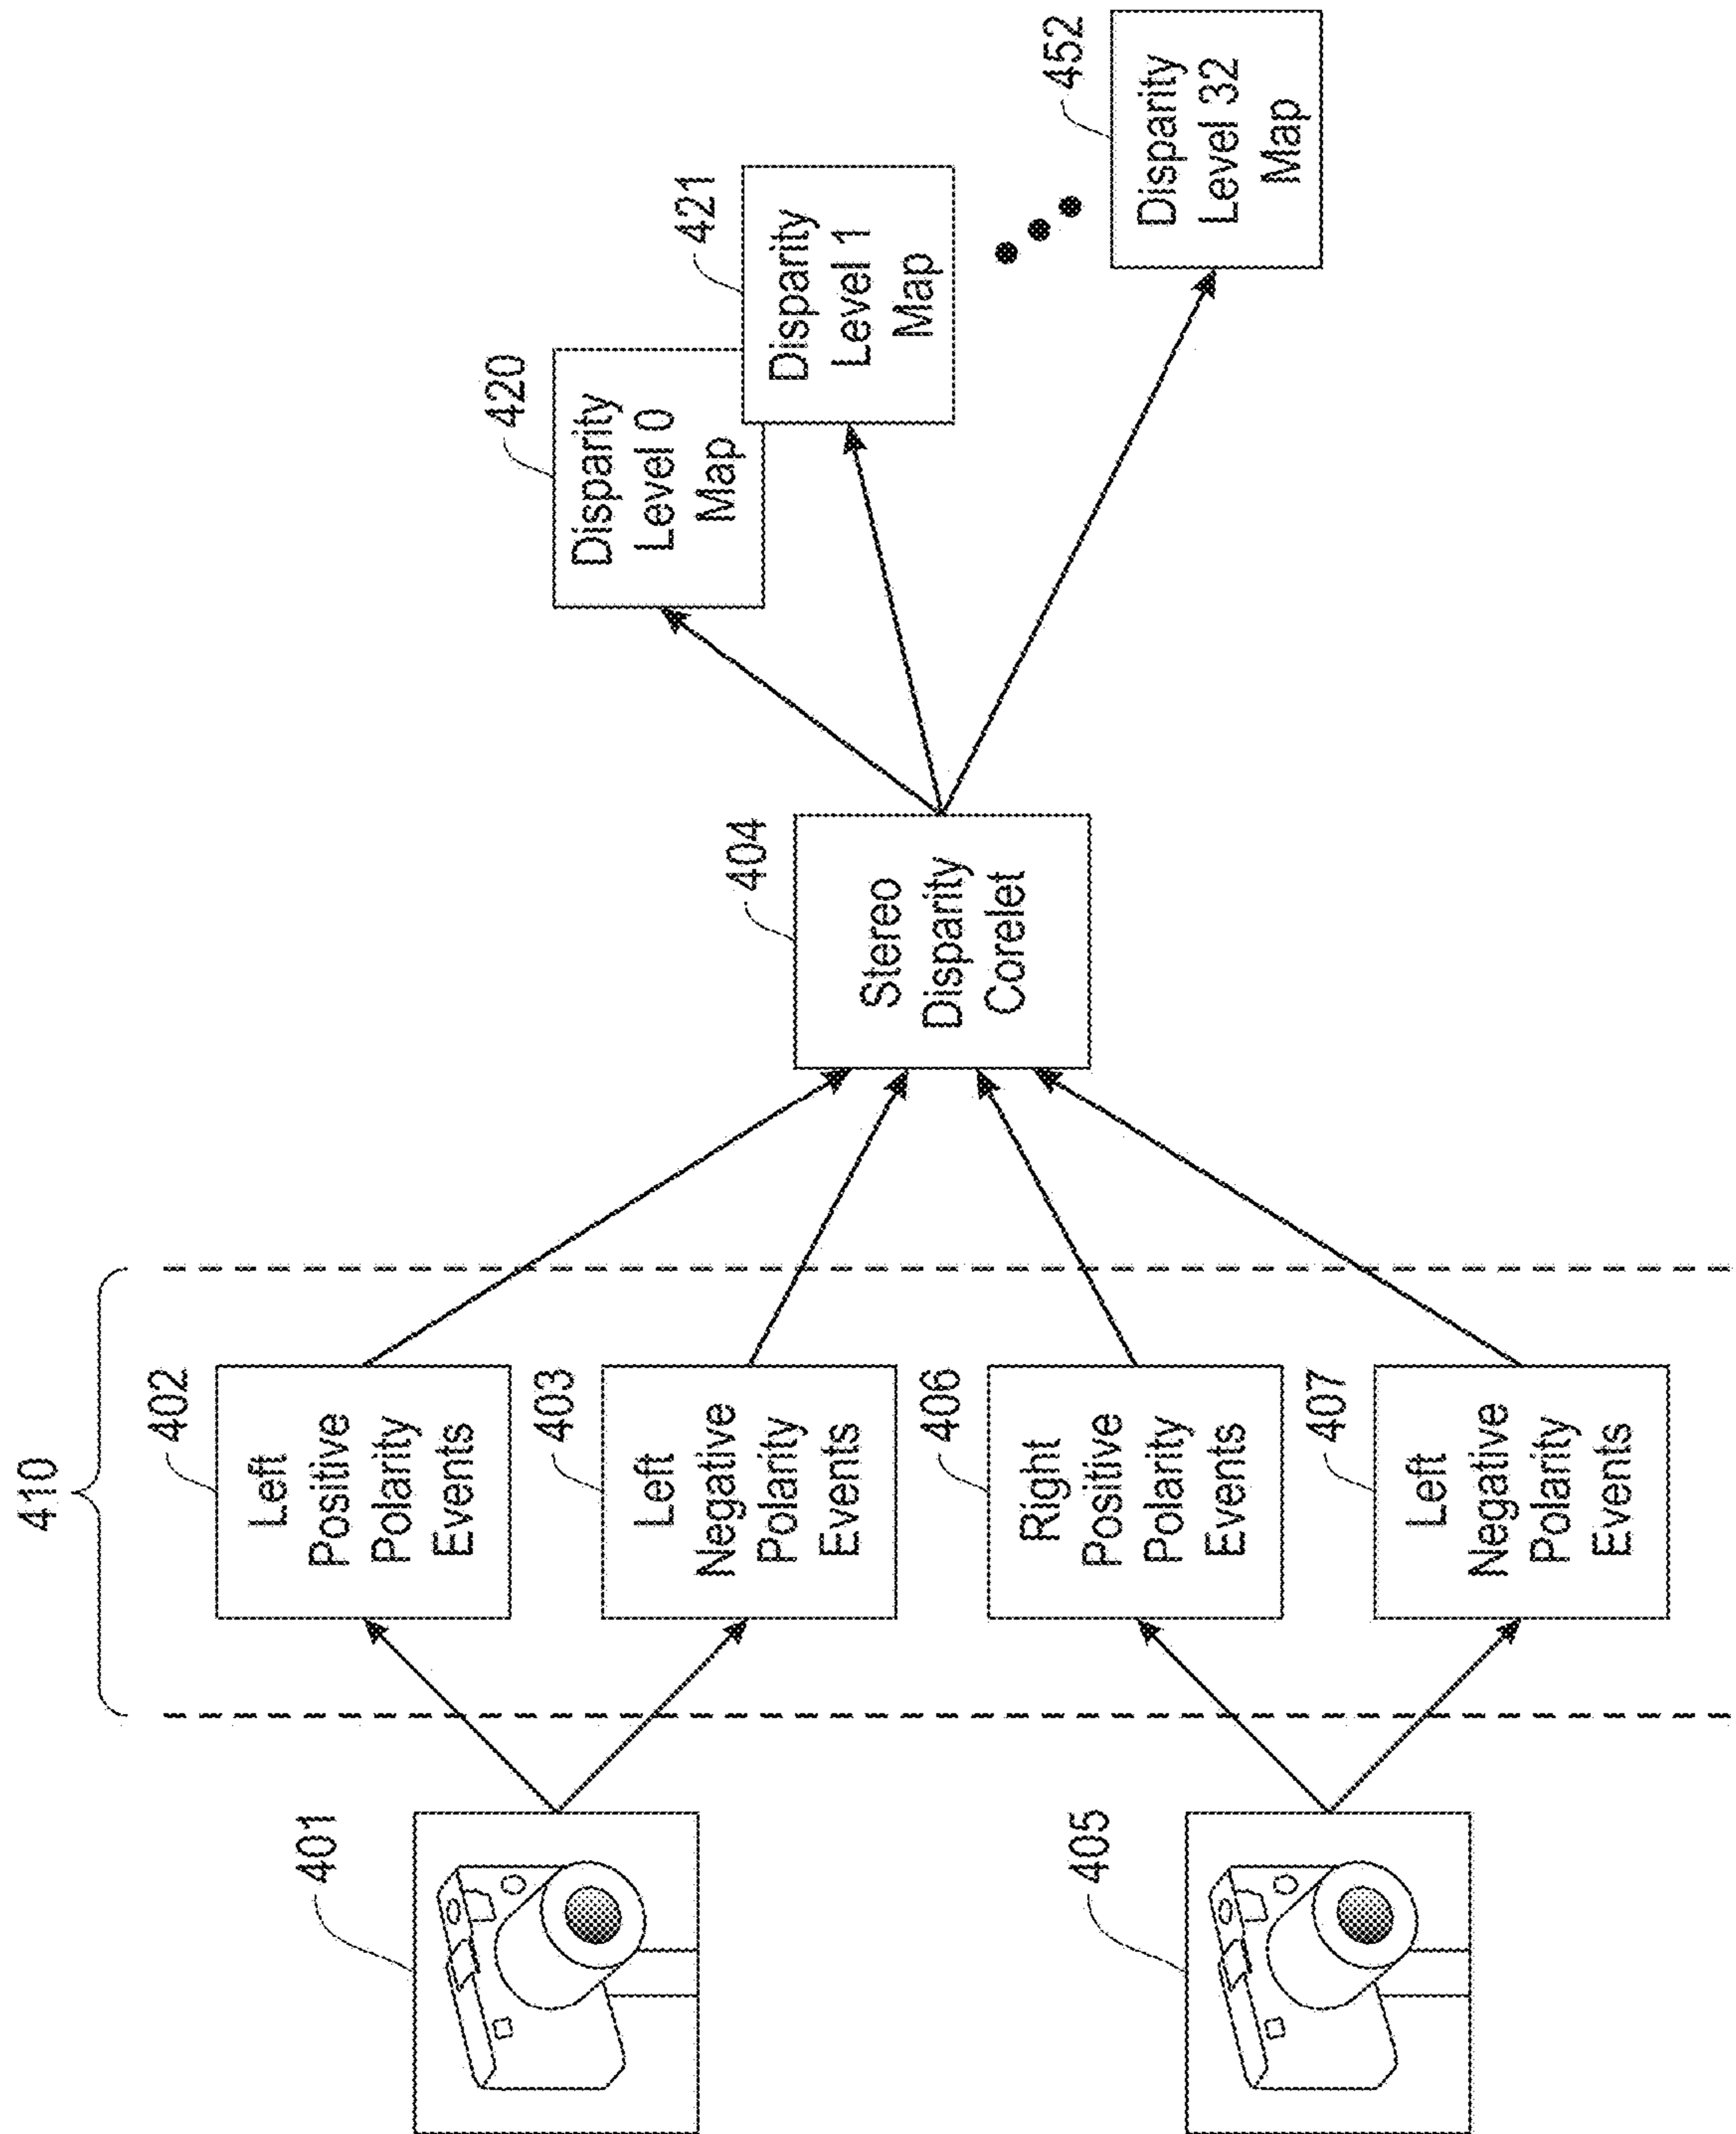 410
401
402
Left
Positive
Polarity
Events
403
Left
Negative
Polarity
Events
405
406
Right
Positive
Polarity
Events
407
Left
Negative
Polarity
Events
404
Stereo
Disparity
Corelet
420
Disparity
Level 0
Map
421
Disparity
Level 1
Map
452
Disparity
Level 32
Map